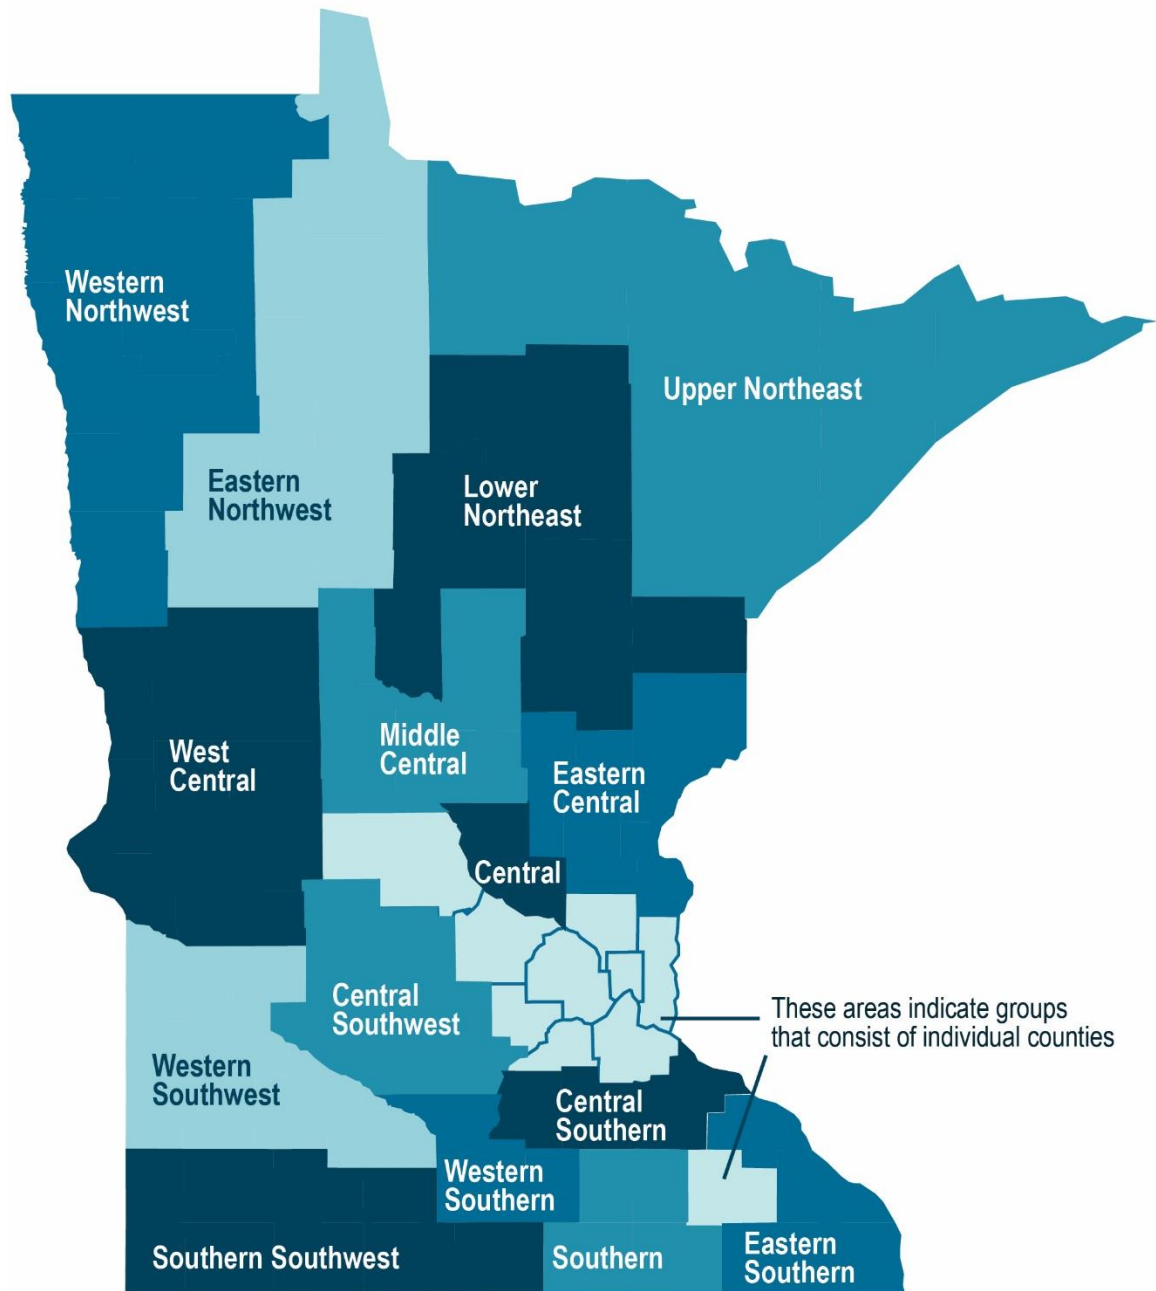 Western
Northwest
Upper Northeast
Eastern
Northwest
Lower
Northeast
West
Central
Middle
Central
Eastern
Central
Central
Central
Southwest
These areas indicate groups
that consist of individual counties
Western
Southwest
Central
Southern
Western
Southern
Southern Southwest
Southern
Eastern
Southern